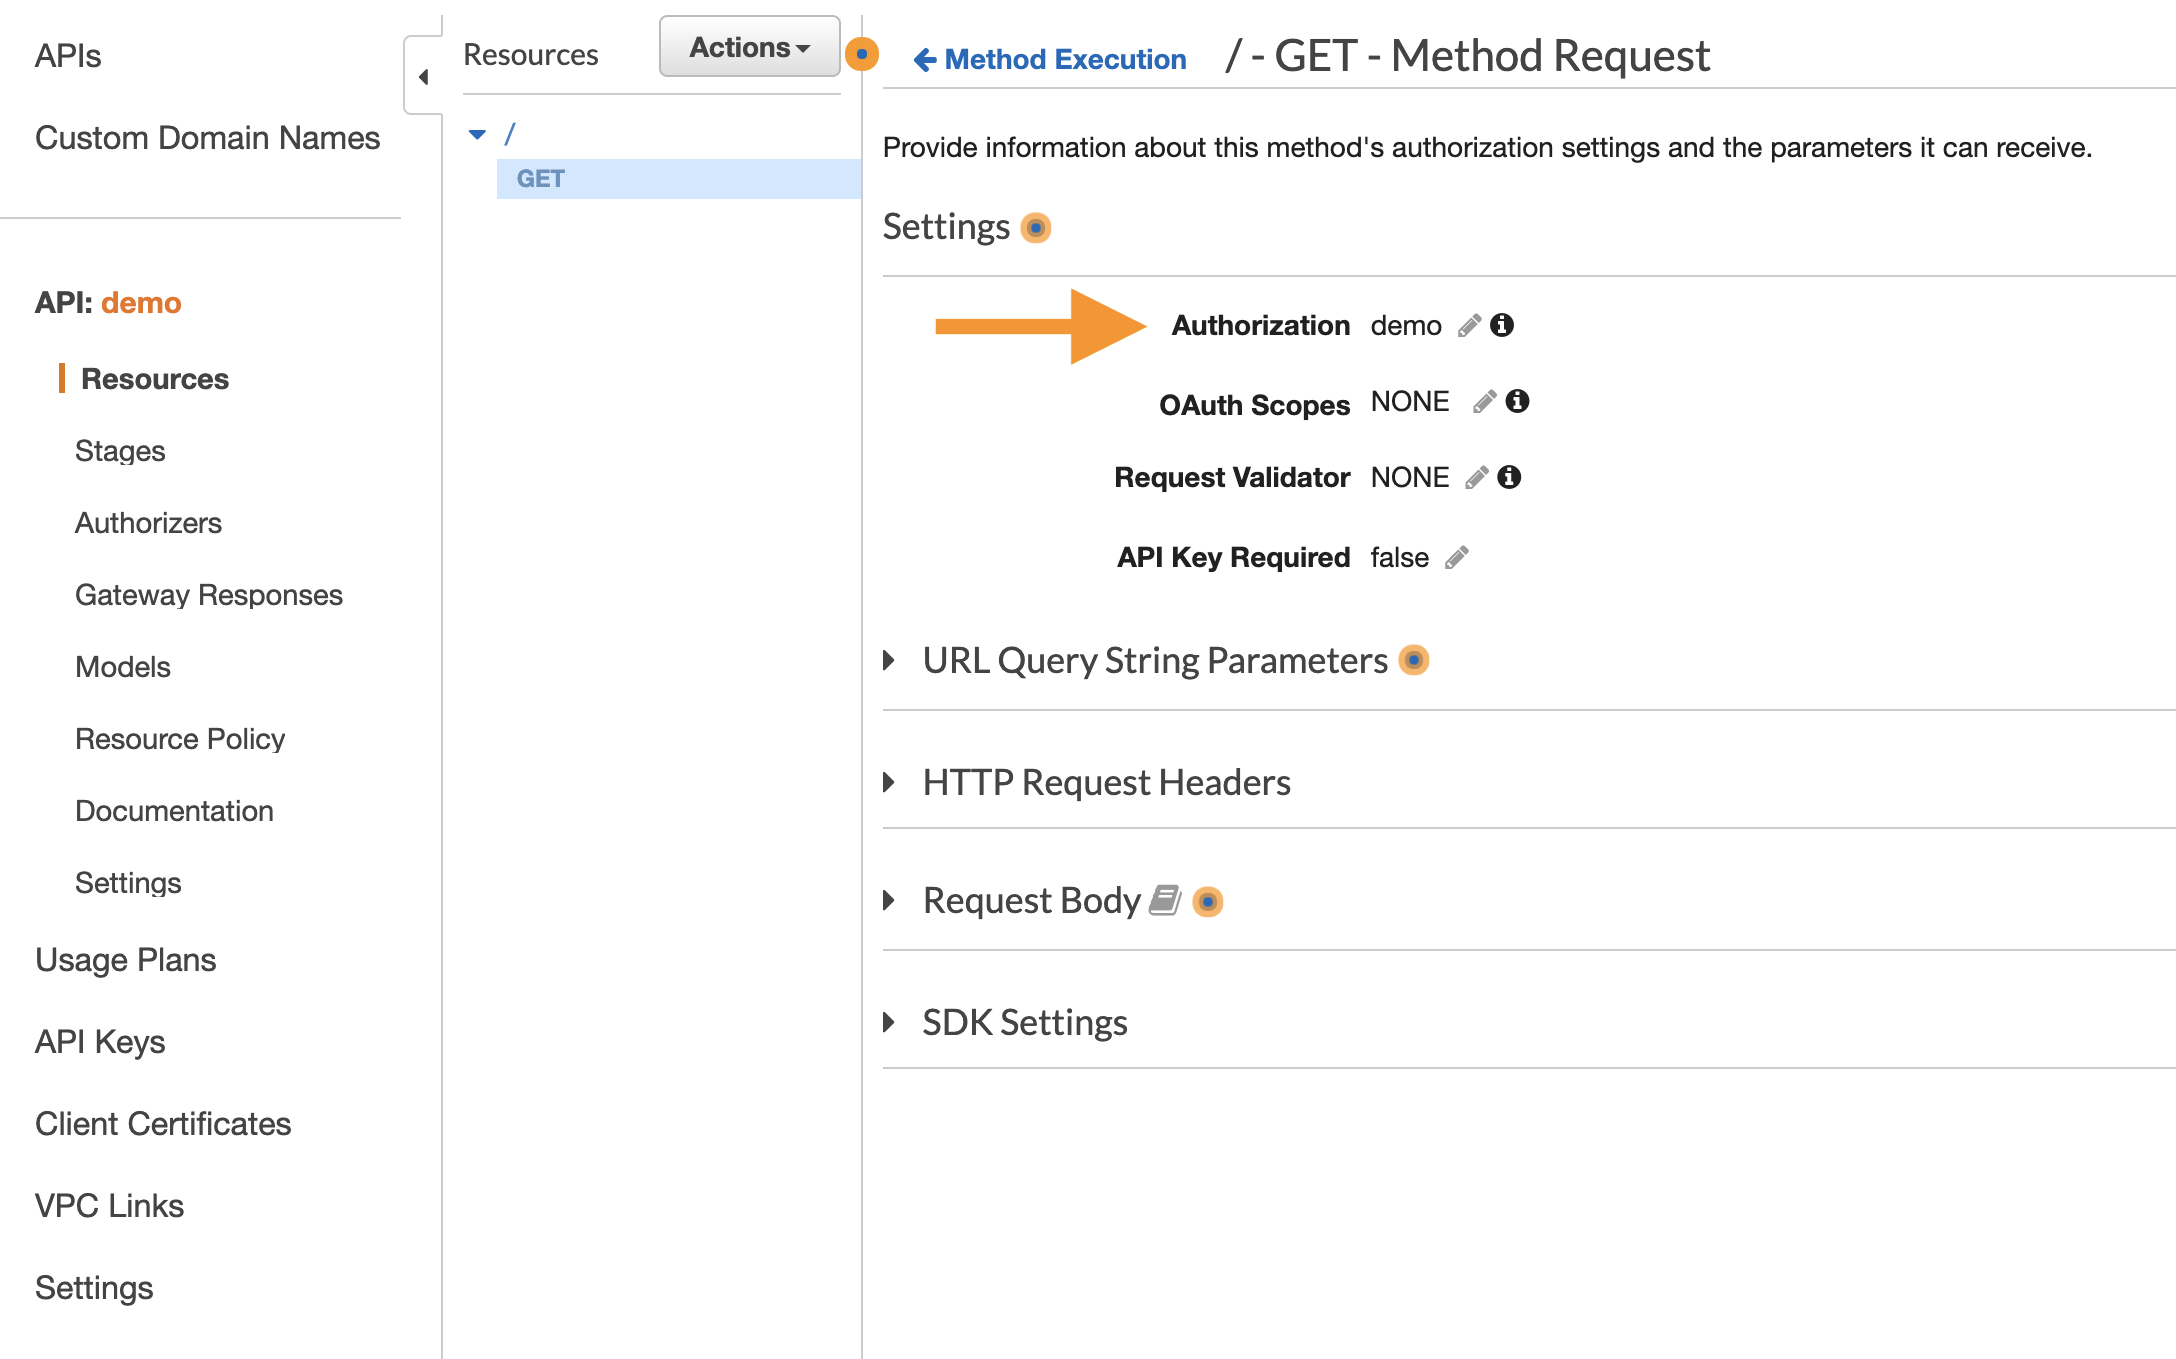 APIs
Custom Domain Names
API: demo
Resources
Stages
Authorizers
Gateway Responses
Models
Resource Policy
Documentation
Settings
Usage Plans
API Keys
Client Certificates
VPC Links
Settings
Resources
Actions
/
GET
Method Execution
/ - GET - Method Request
Provide information about this method's authorization settings and the parameters it can receive.
Settings
Authorization demo
OAuth Scopes NONE
Request Validator NONE
API Key Required false
URL Query String Parameters
HTTP Request Headers
Request Body
SDK Settings